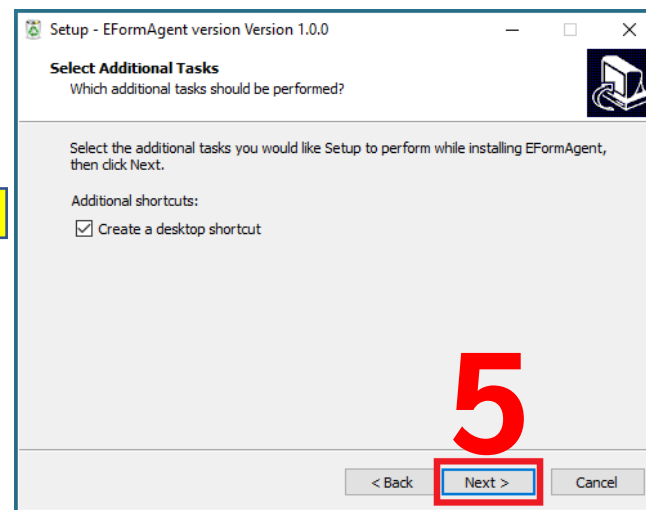 Setup - EFormAgent version Version 1.0.0
Select Additional Tasks
Which additional tasks should be performed?
Select the additional tasks you would like Setup to perform while installing EFormAgent,
then click Next.
Additional shortcuts:
Create a desktop shortcut
5
< Back Next > Cancel